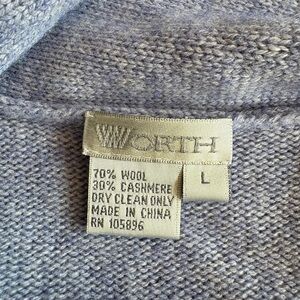 WORTH
70% WOOL
30% CASHMERE
DRY CLEAN ONLY
MADE IN CHINA
RN 105896
L